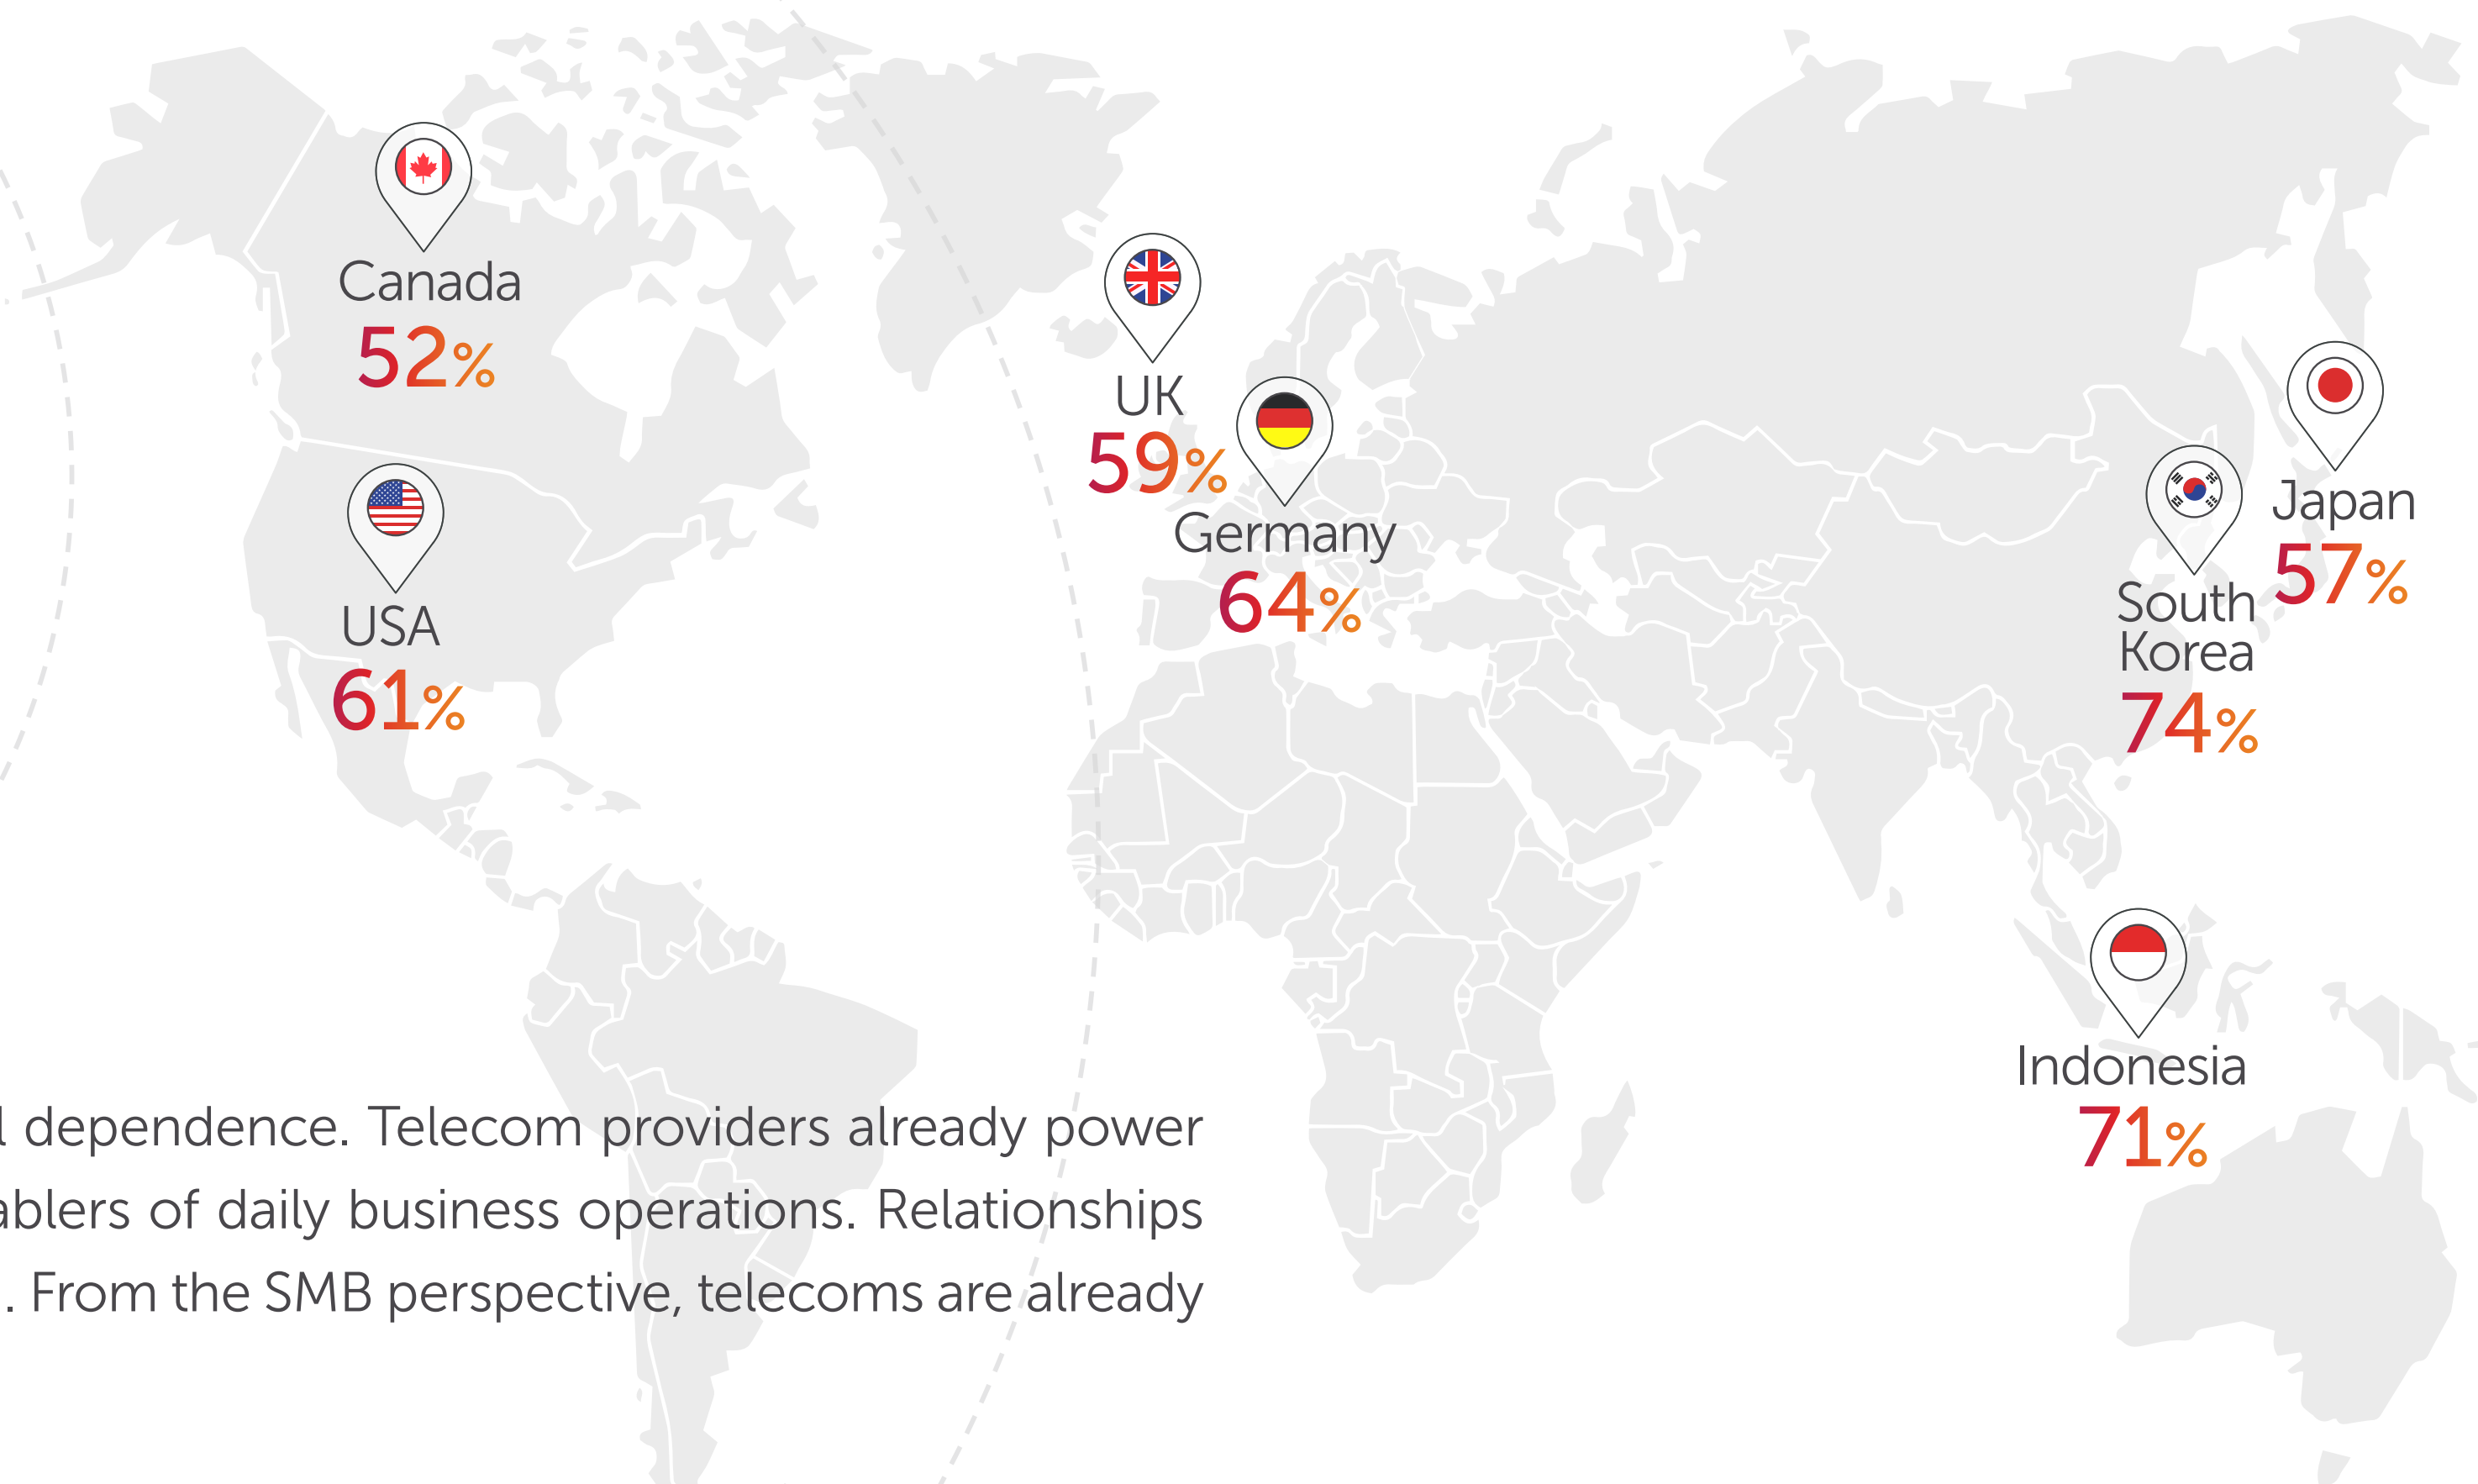 Canada
52%
USA
61%
UK
59%
Germany
64%
Japan
57%
South
Korea
74%
Indonesia
71%
dependence. Telecom providers already power
of daily business operations. Relationships
. From the SMB perspective, telecoms are already